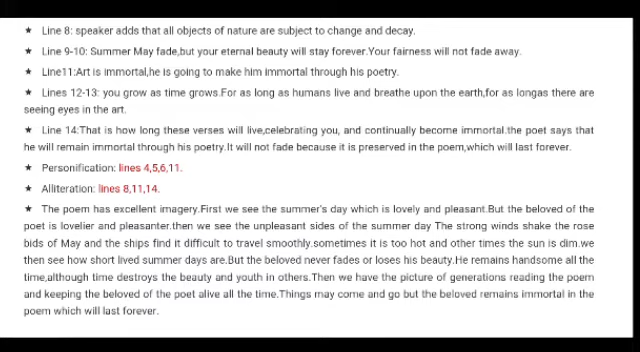 ★ Line 8: speaker adds that all objects of nature are subject to change and decay.
★ Line 9-10: Summer May fade,but your eternal beauty will stay forever.Your fairness will not fade away.
★ Line11:Art is immortal,he is going to make him immortal through his poetry.
★ Lines 12-13: you grow as time grows.For as long as humans live and breathe upon the earth,for as longas there are
seeing eyes in the art.
★ Line 14:That is how long these verses will live,celebrating you, and continually become immortal.the poet says that
he will remain immortal through his poetry.It will not fade because it is preserved in the poem,which will last forever.
★ Personification: lines 4,5,6,11.
★ Alliteration: lines 8,11,14.
★ The poem has excellent imagery.First we see the summer's day which is lovely and pleasant.But the beloved of the
poet is lovelier and pleasanter.then we see the unpleasant sides of the summer day The strong winds shake the rose
bids of May and the ships find it difficult to travel smoothly.sometimes it is too hot and other times the sun is dim.we
then see how short lived summer days are.But the beloved never fades or loses his beauty.He remains handsome all the
time,although time destroys the beauty and youth in others.Then we have the picture of generations reading the poem
and keeping the beloved of the poet alive all the time.Things may come and go but the beloved remains immortal in the
poem which will last forever.